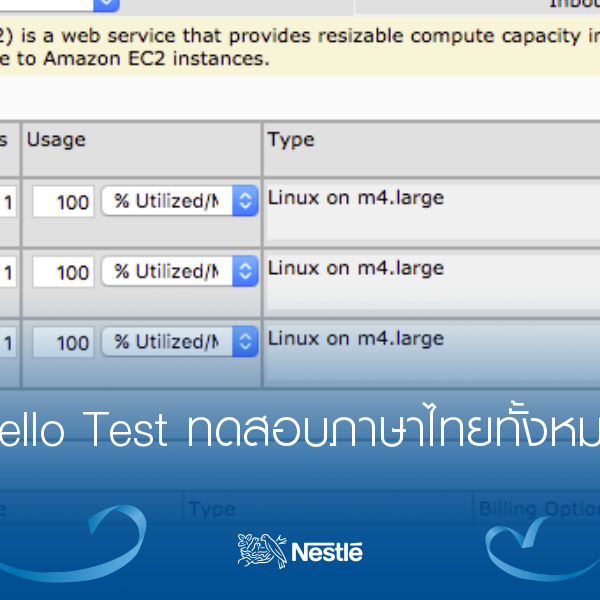 2) is a web service that provides resizable compute capacity in
e to Amazon EC2 instances.
s Usage Type
1 100 % Utilized/M Linux on m4.large
1 100 % Utilized/M Linux on m4.large
1 100 % Utilized/M Linux on m4.large
ello Test ทดสอบภาษาไทยทั้งหม
e Type Billing Option
Nestlé